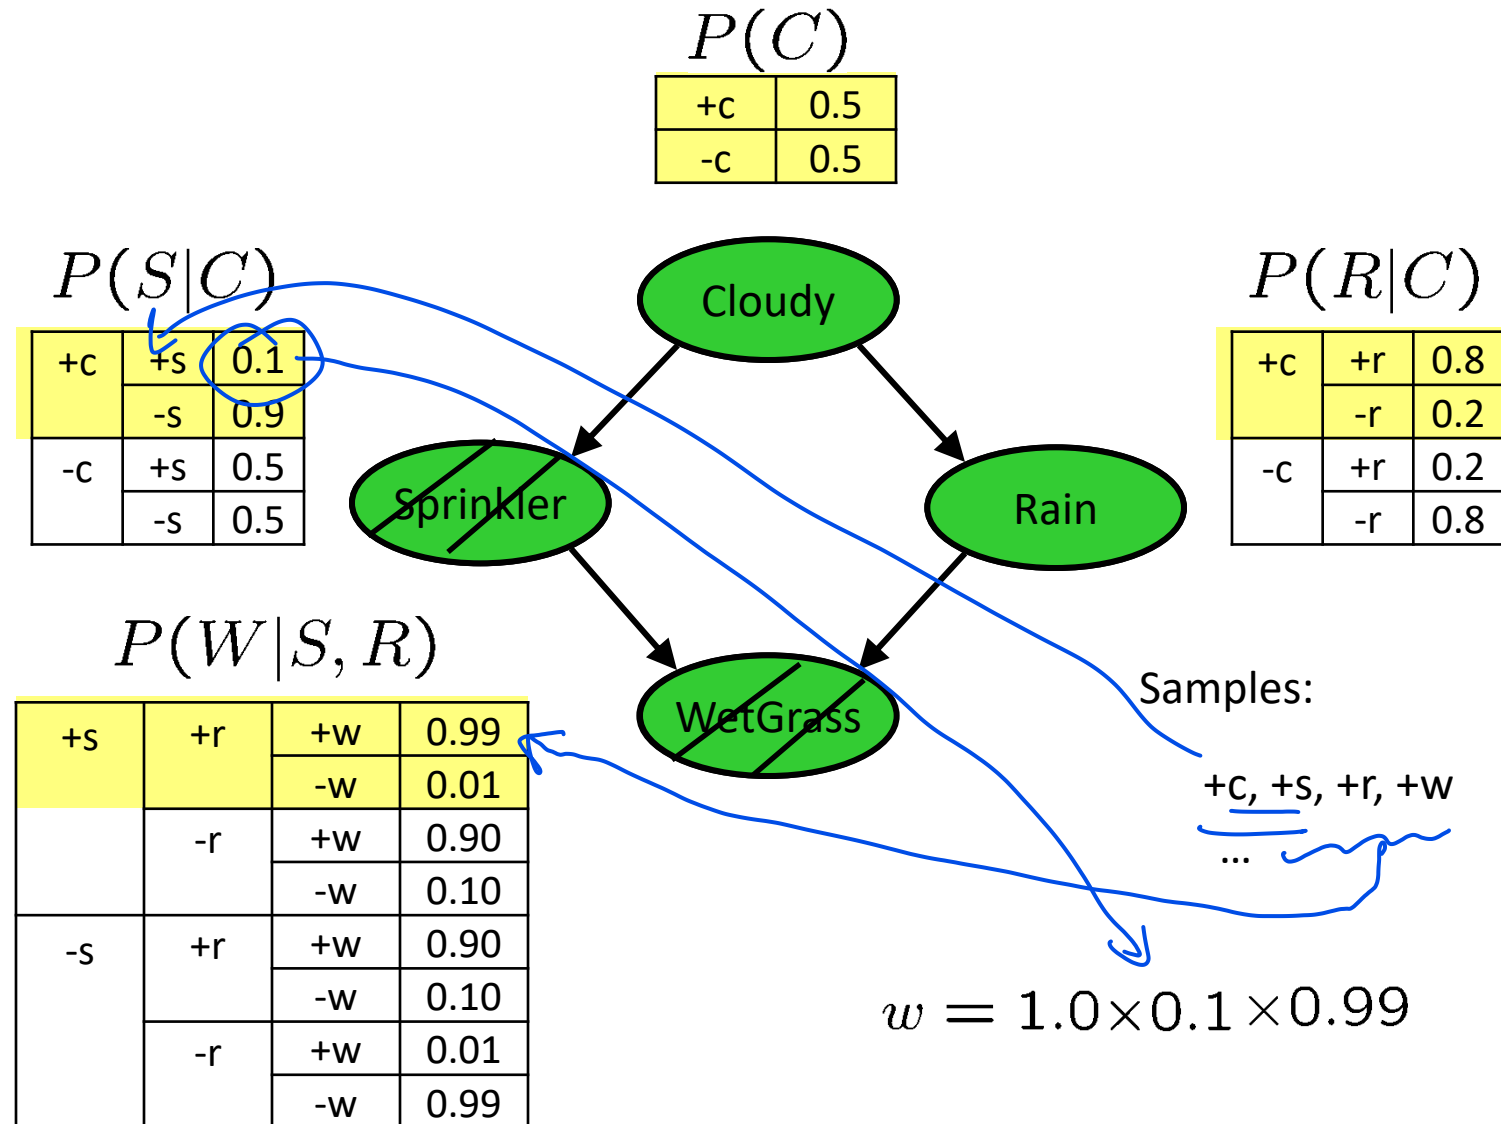 P(C)
+c 0.5
-c 0.5
P(S|C)
+c +s 0.1
-s 0.9
-c +s 0.5
-s 0.5
Cloudy
P(R|C)
+c +r 0.8
-r 0.2
-c +r 0.2
-r 0.8
Sprinkler
Rain
P(W|S, R)
+s +r +w 0.99
-w 0.01
-r +w 0.90
-w 0.10
-s +r +w 0.90
-w 0.10
-r +w 0.01
-w 0.99
WetGrass
Samples:
+c, +s, +r, +w
...
w = 1.0×0.1×0.99